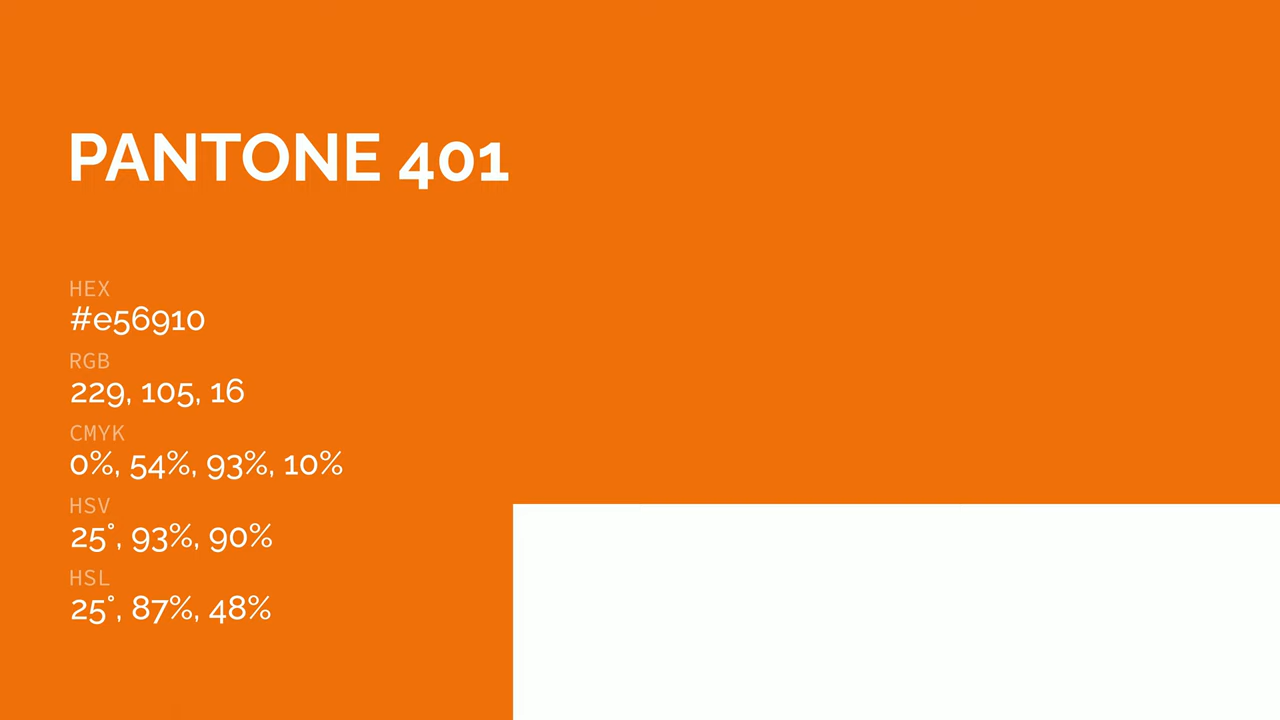 PANTONE 401
HEX
#e56910
RGB
229, 105, 16
CMYK
0%, 54%, 93%, 10%
HSV
25°, 93%, 90%
HSL
25°, 87%, 48%